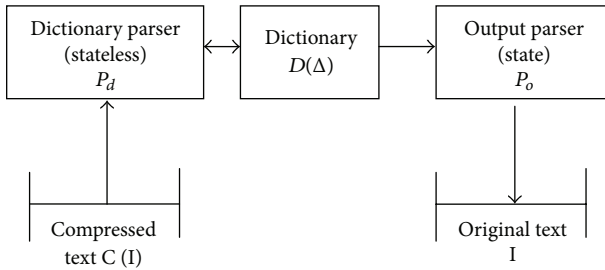 Dictionary parser
(stateless)
P_d
Dictionary
D(Δ)
Output parser
(state)
P_o
Compressed
text C (I)
Original text
I